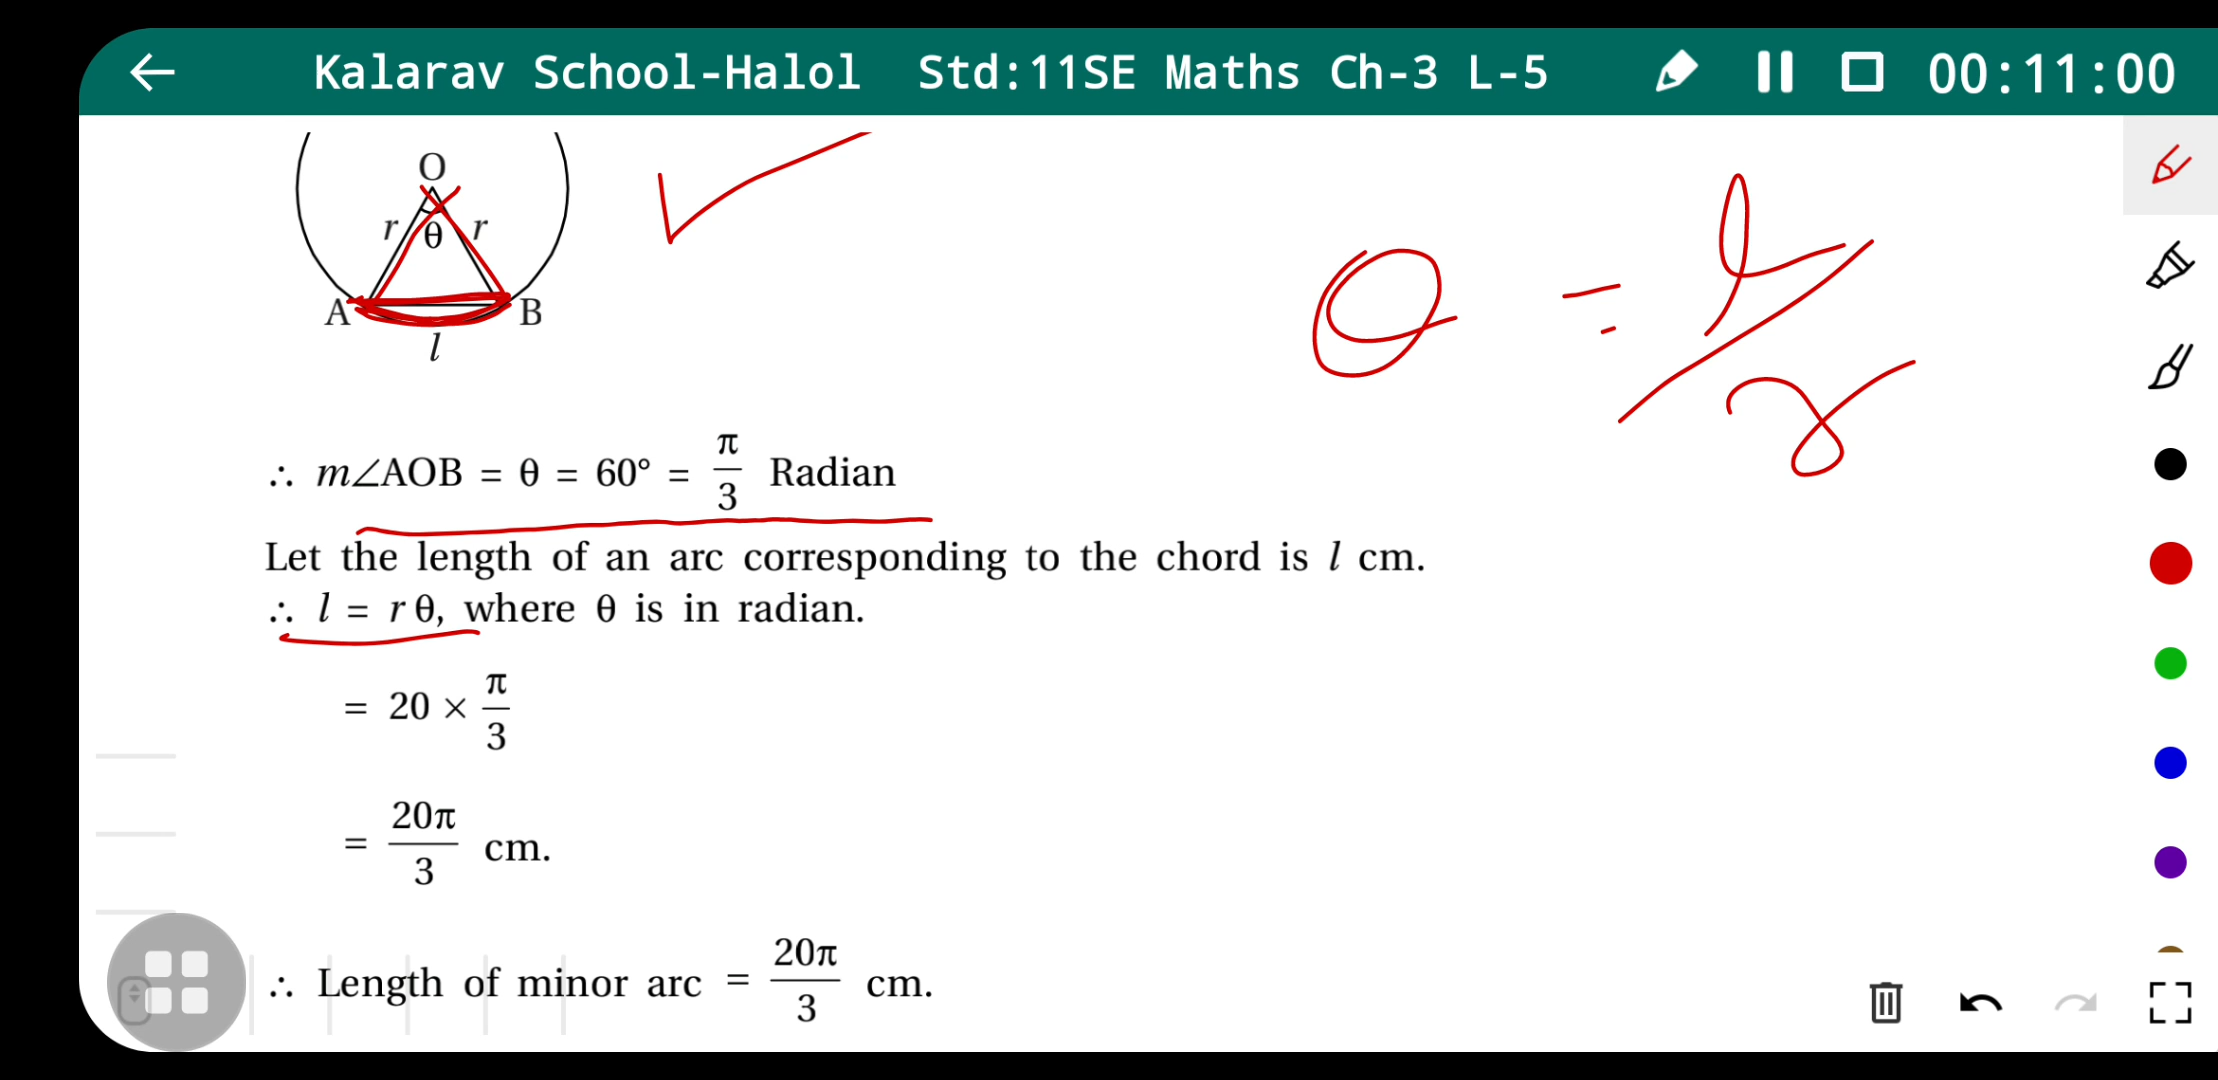 Kalarav School-Halol Std:11SE Maths Ch-3 L-5 00:11:00
O
r θ r
A B
l
θ = l/r
∴ m∠AOB = θ = 60° = π/3 Radian
Let the length of an arc corresponding to the chord is l cm.
∴ l = rθ, where θ is in radian.
= 20 × π/3
= 20π/3 cm.
∴ Length of minor arc = 20π/3 cm.